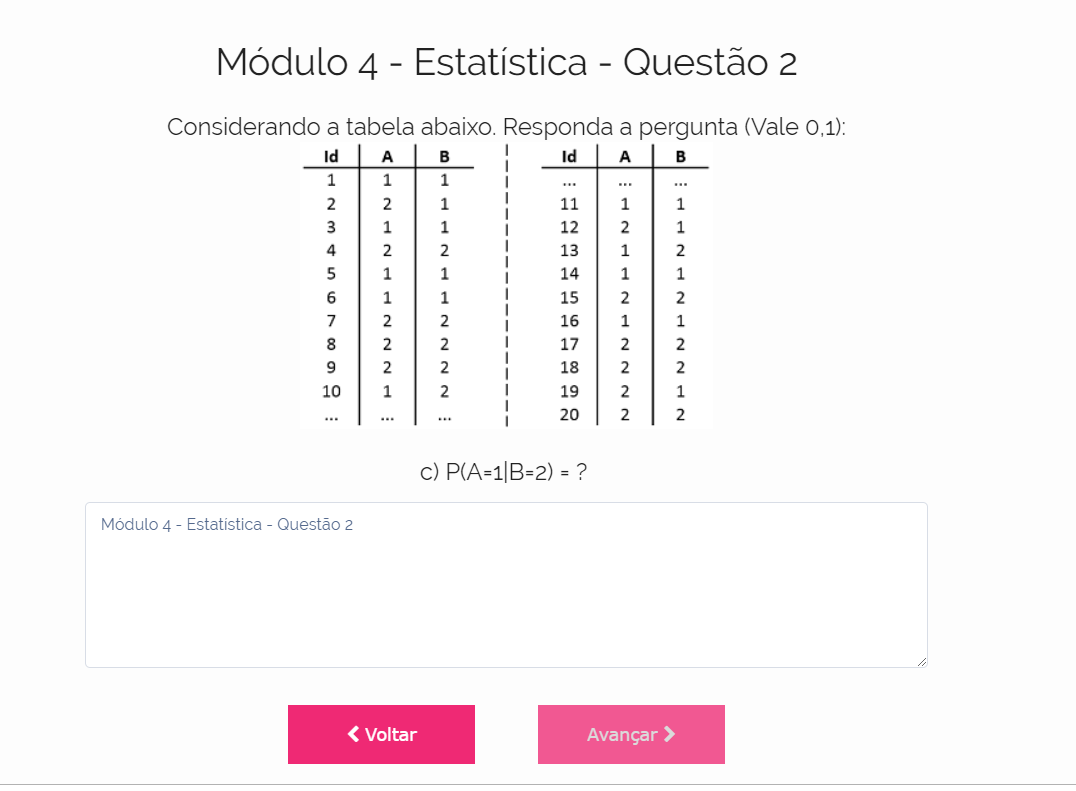 Módulo 4 - Estatística - Questão 2
Considerando a tabela abaixo. Responda a pergunta (Vale 0,1):
Id A B Id A B
1 1 1 ... ... ...
2 2 1 11 1 1
3 1 1 12 2 1
4 2 2 13 1 2
5 1 1 14 1 1
6 1 1 15 2 2
7 2 2 16 1 1
8 2 2 17 2 2
9 2 2 18 2 2
10 1 2 19 2 1
... ... ... 20 2 2
c) P(A=1|B=2) = ?
Módulo 4 - Estatística - Questão 2
Voltar
Avançar